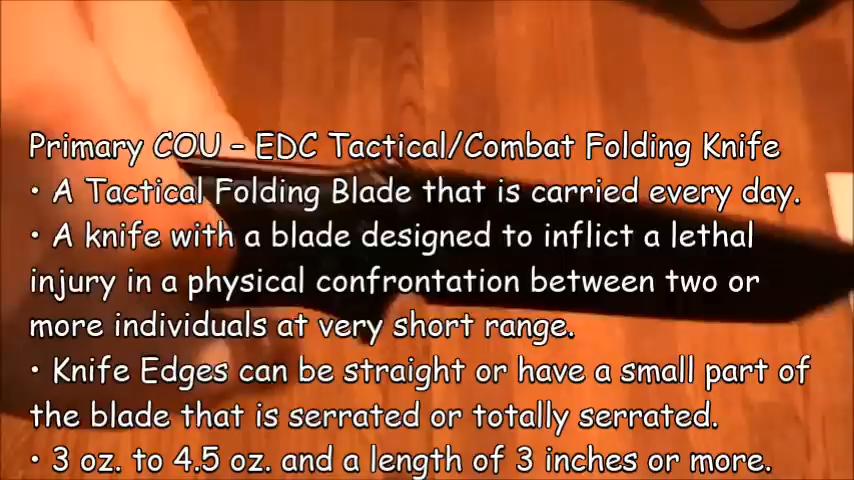 Primary COU – EDC Tactical/Combat Folding Knife
• A Tactical Folding Blade that is carried every day.
• A knife with a blade designed to inflict a lethal
injury in a physical confrontation between two or
more individuals at very short range.
• Knife Edges can be straight or have a small part of
the blade that is serrated or totally serrated.
• 3 oz. to 4.5 oz. and a length of 3 inches or more.